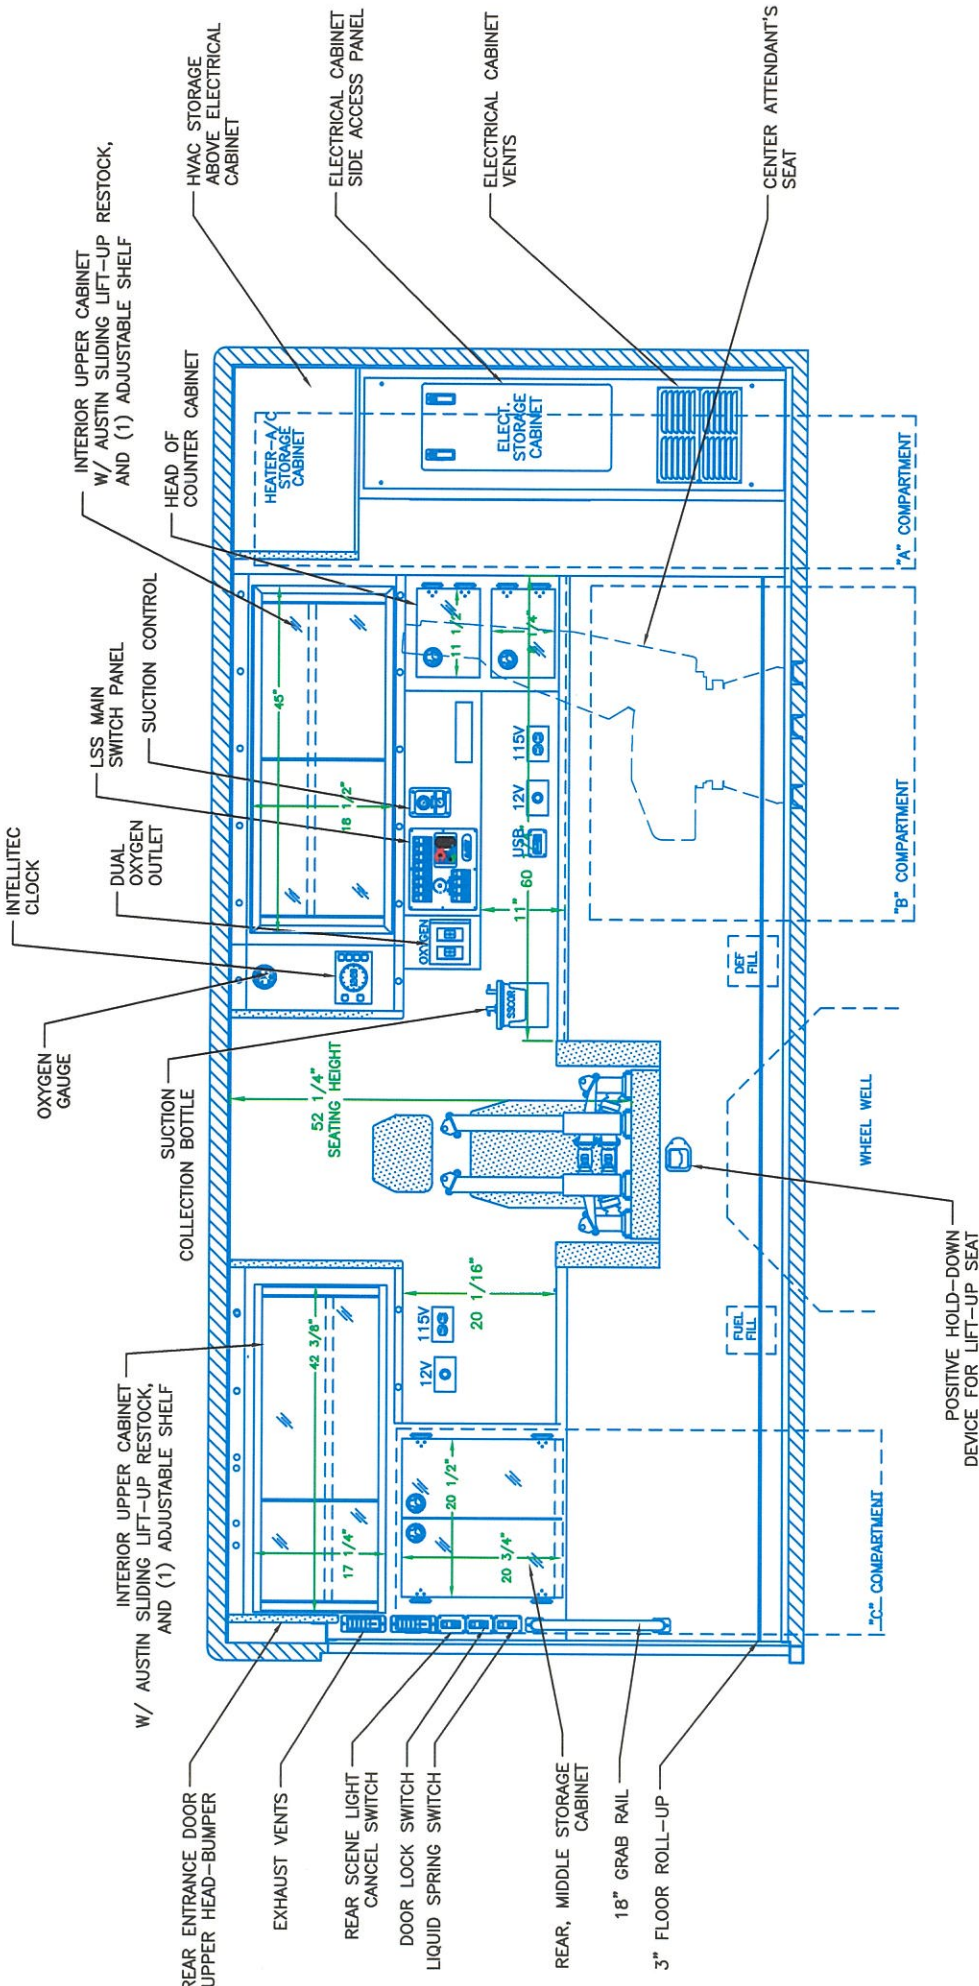 REAR ENTRANCE DOOR
UPPER HEAD-BUMPER
EXHAUST VENTS
REAR SCENE LIGHT
CANCEL SWITCH
DOOR LOCK SWITCH
LIQUID SPRING SWITCH
REAR, MIDDLE STORAGE
CABINET
18" GRAB RAIL
3" FLOOR ROLL-UP
INTERIOR UPPER CABINET
W/ AUSTIN SLIDING LIFT-UP RESTOCK,
AND (1) ADJUSTABLE SHELF
SUCTION
COLLECTION BOTTLE
OXYGEN
GAUGE
INTELLITEC
CLOCK
DUAL
OXYGEN
OUTLET
LSS MAIN
SWITCH PANEL
SUCTION CONTROL
INTERIOR UPPER CABINET
W/ AUSTIN SLIDING LIFT-UP RESTOCK,
AND (1) ADJUSTABLE SHELF
HEAD OF
COUNTER CABINET
HVAC STORAGE
ABOVE ELECTRICAL
CABINET
ELECTRICAL CABINET
SIDE ACCESS PANEL
ELECTRICAL CABINET
VENTS
CENTER ATTENDANT'S
SEAT
POSITIVE HOLD-DOWN
DEVICE FOR LIFT-UP SEAT
42 3/8"
17 1/4"
20 1/2"
20 3/4"
12V
115V
20 1/16"
52 1/4"
SEATING HEIGHT
SSCOR
OXYGEN
45"
18 1/2"
11 1/2"
11"
60
USB
12V
115V
HEATER-A/C
STORAGE
CABINET
ELECT.
STORAGE
CABINET
FUEL
FILL
DEF
FILL
WHEEL WELL
"C" COMPARTMENT
"B" COMPARTMENT
"A" COMPARTMENT